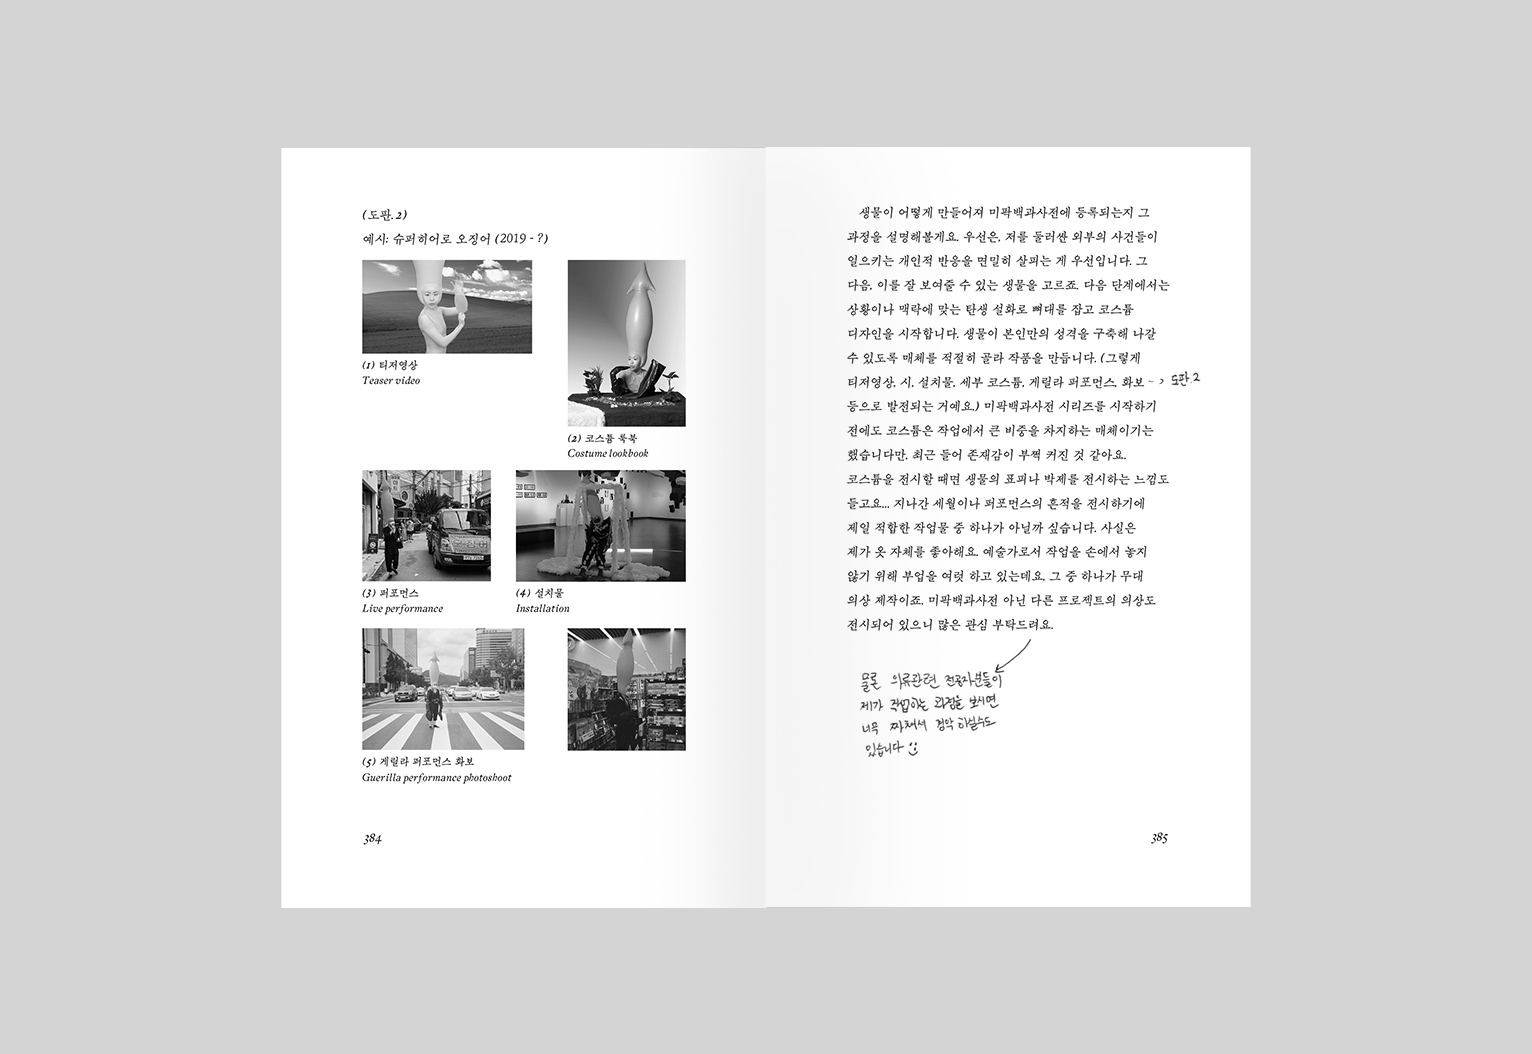 (도판.2)
예시: 슈퍼히어로 오징어 (2019 - ?)
(1) 티저영상
Teaser video
(2) 코스튬 룩북
Costume lookbook
(3) 퍼포먼스
Live performance
(4) 설치물
Installation
(5) 게릴라 퍼포먼스 화보
Guerilla performance photoshoot
384
생물이 어떻게 만들어져 미곽백과사전에 등록되는지 그
과정을 설명해볼게요. 우선은, 저를 둘러싼 외부의 사건들이
일으키는 개인적 반응을 면밀히 살피는 게 우선입니다. 그
다음, 이를 잘 보여줄 수 있는 생물을 고르죠. 다음 단계에서는
상황이나 맥락에 맞는 탄생 설화로 뼈대를 잡고 코스튬
디자인을 시작합니다. 생물이 본인만의 성격을 구축해 나갈
수 있도록 매체를 적절히 골라 작품을 만듭니다. (그렇게
티저영상, 시, 설치물, 세부 코스튬, 게릴라 퍼포먼스, 화보 --> 도판.2
등으로 발전되는 거예요.) 미곽백과사전 시리즈를 시작하기
전에도 코스튬은 작업에서 큰 비중을 차지하는 매체이기는
했습니다만, 최근 들어 존재감이 부쩍 커진 것 같아요.
코스튬을 전시할 때면 생물의 표피나 박제를 전시하는 느낌도
들고요... 지나간 세월이나 퍼포먼스의 흔적을 전시하기에
제일 적합한 작업물 중 하나가 아닐까 싶습니다. 사실은
제가 옷 자체를 좋아해요. 예술가로서 작업을 손에서 놓지
않기 위해 부업을 여럿 하고 있는데요, 그 중 하나가 무대
의상 제작이죠. 미곽백과사전 아닌 다른 프로젝트의 의상도
전시되어 있으니 많은 관심 부탁드려요.
물론 의류관련 전공자분들이
제가 작업하는 과정을 보시면
너무 짜쳐서 경악 하실수도
있습니다 :)
385